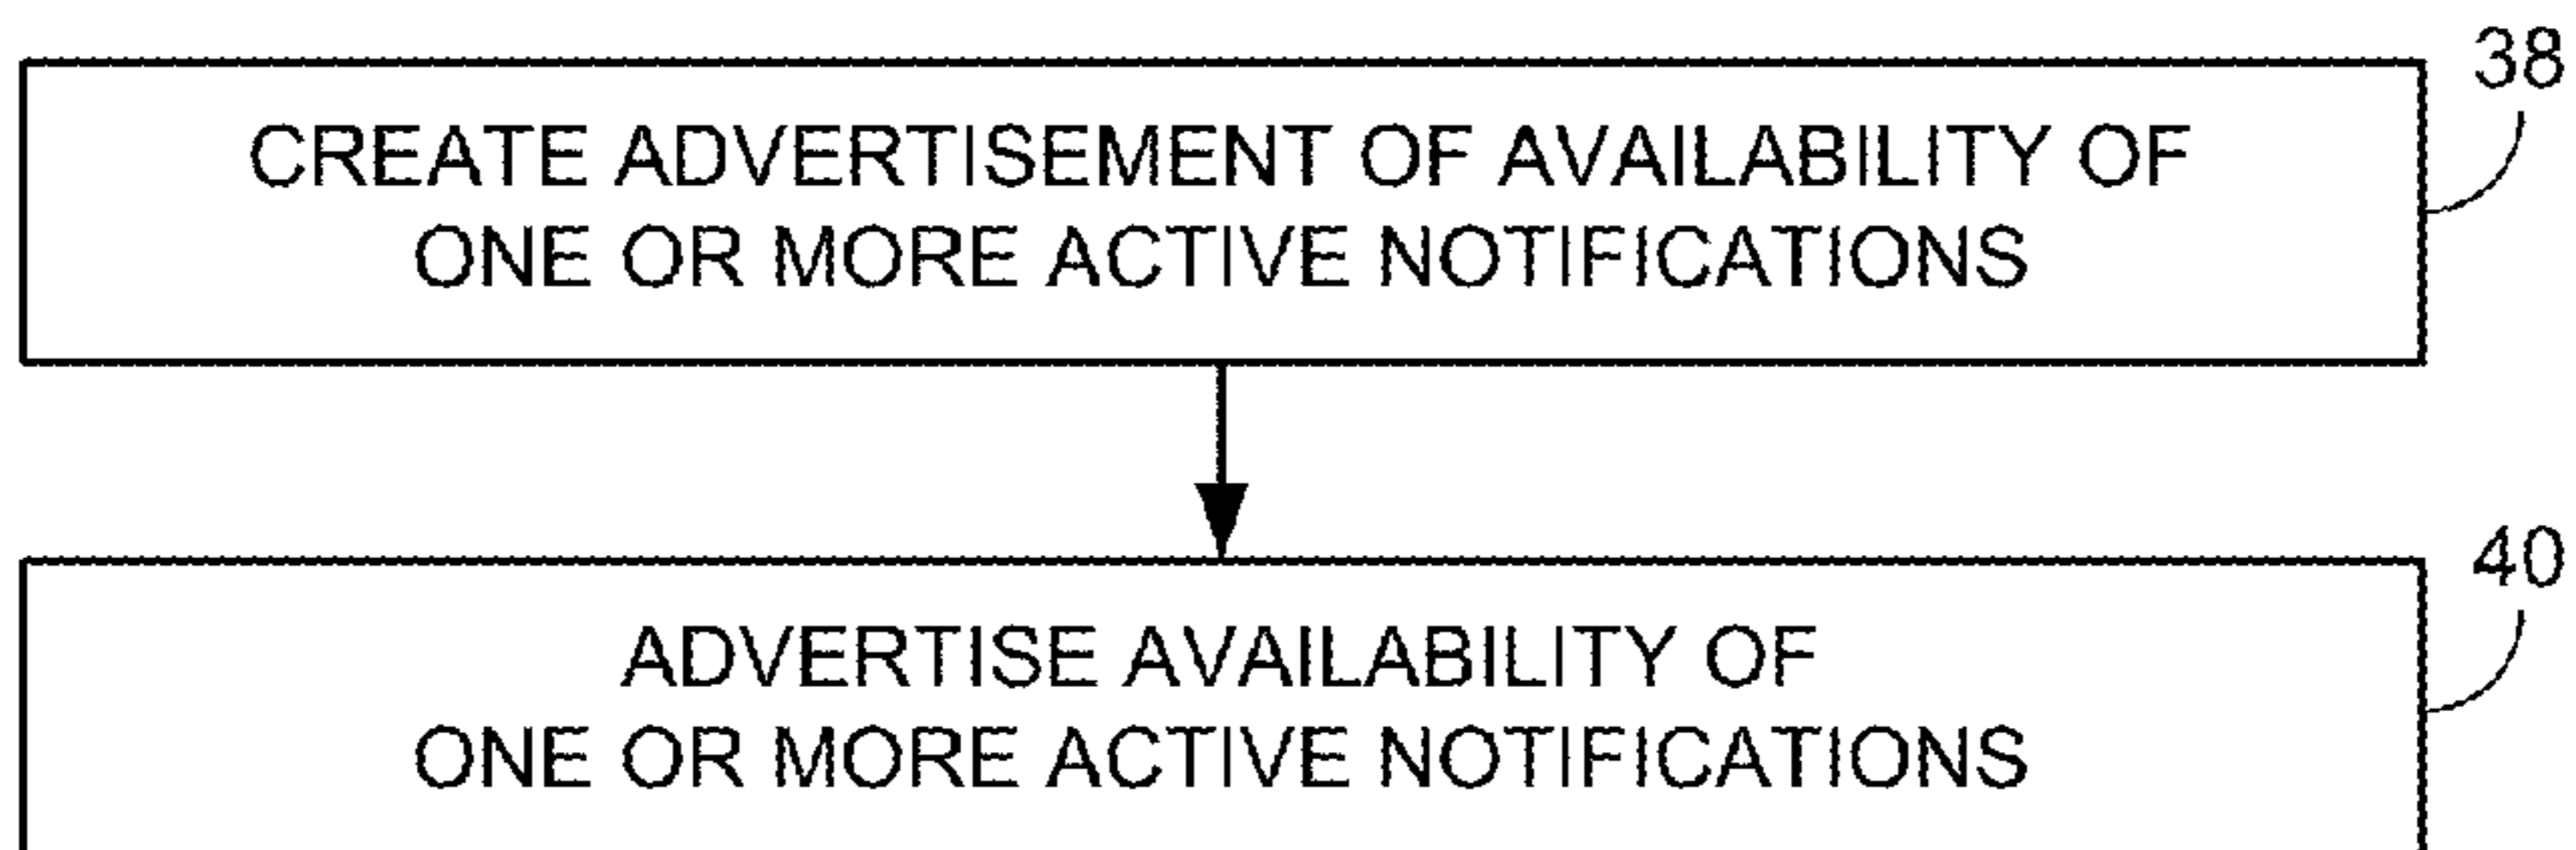 38
CREATE ADVERTISEMENT OF AVAILABILITY OF
ONE OR MORE ACTIVE NOTIFICATIONS
40
ADVERTISE AVAILABILITY OF
ONE OR MORE ACTIVE NOTIFICATIONS